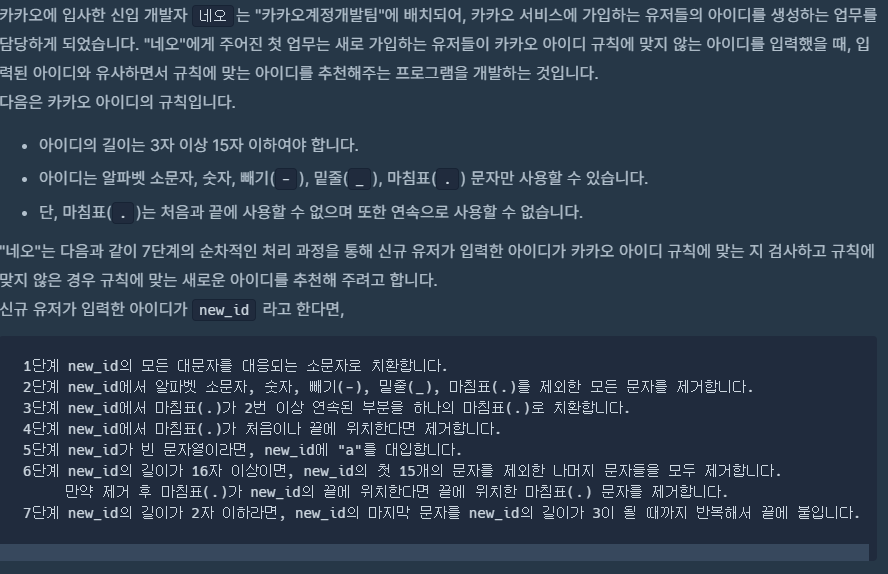 카카오에 입사한 신입 개발자 네오 는 "카카오계정개발팀"에 배치되어, 카카오 서비스에 가입하는 유저들의 아이디를 생성하는 업무를
담당하게 되었습니다. "네오"에게 주어진 첫 업무는 새로 가입하는 유저들이 카카오 아이디 규칙에 맞지 않는 아이디를 입력했을 때, 입
력된 아이디와 유사하면서 규칙에 맞는 아이디를 추천해주는 프로그램을 개발하는 것입니다.
다음은 카카오 아이디의 규칙입니다.
• 아이디의 길이는 3자 이상 15자 이하여야 합니다.
• 아이디는 알파벳 소문자, 숫자, 빼기( - ), 밑줄( _ ), 마침표( . ) 문자만 사용할 수 있습니다.
• 단, 마침표( . )는 처음과 끝에 사용할 수 없으며 또한 연속으로 사용할 수 없습니다.
"네오"는 다음과 같이 7단계의 순차적인 처리 과정을 통해 신규 유저가 입력한 아이디가 카카오 아이디 규칙에 맞는 지 검사하고 규칙에
맞지 않은 경우 규칙에 맞는 새로운 아이디를 추천해 주려고 합니다.
신규 유저가 입력한 아이디가 new_id 라고 한다면,
1단계 new_id의 모든 대문자를 대응되는 소문자로 치환합니다.
2단계 new_id에서 알파벳 소문자, 숫자, 빼기(-), 밑줄(_), 마침표(.)를 제외한 모든 문자를 제거합니다.
3단계 new_id에서 마침표(.)가 2번 이상 연속된 부분을 하나의 마침표(.)로 치환합니다.
4단계 new_id에서 마침표(.)가 처음이나 끝에 위치한다면 제거합니다.
5단계 new_id가 빈 문자열이라면, new_id에 "a"를 대입합니다.
6단계 new_id의 길이가 16자 이상이면, new_id의 첫 15개의 문자를 제외한 나머지 문자들을 모두 제거합니다.
만약 제거 후 마침표(.)가 new_id의 끝에 위치한다면 끝에 위치한 마침표(.) 문자를 제거합니다.
7단계 new_id의 길이가 2자 이하라면, new_id의 마지막 문자를 new_id의 길이가 3이 될 때까지 반복해서 끝에 붙입니다.